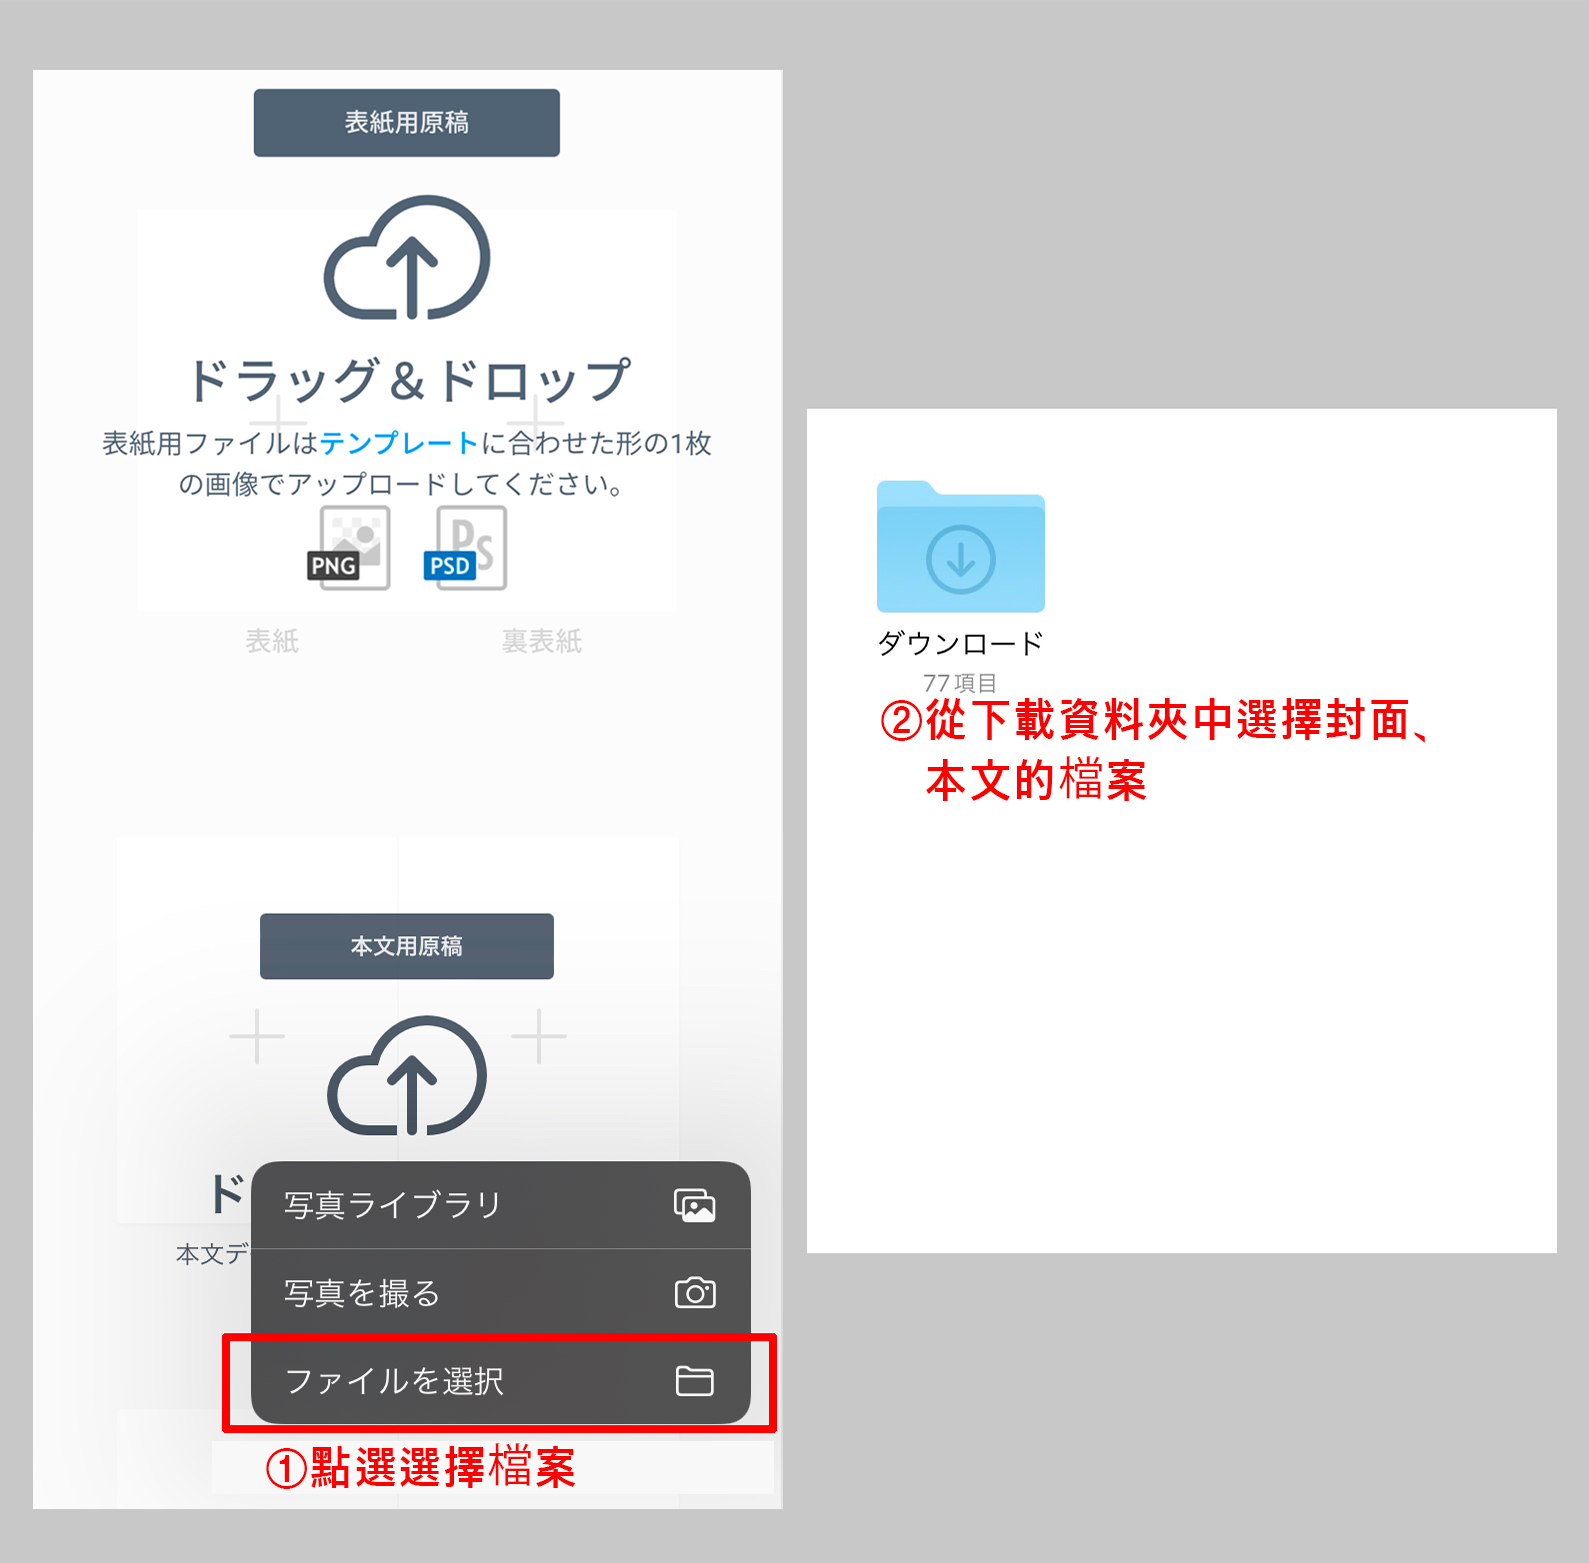 表紙用原稿
ドラッグ＆ドロップ
表紙用ファイルはテンプレートに合わせた形の1枚
の画像でアップロードしてください。
PNG
PSD
Ps
表紙
裏表紙
本文用原稿
ド
本文デ
写真ライブラリ
写真を撮る
ファイルを選択
①點選選擇檔案
ダウンロード
77項目
②從下載資料夾中選擇封面、
本文的檔案